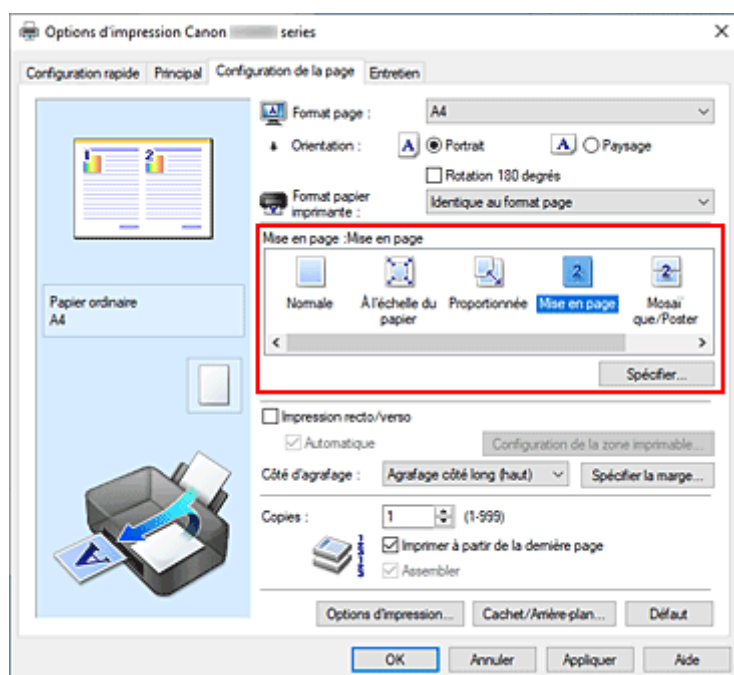 Options d'impression Canon series
Configuration rapide Principal Configuration de la page Entretien
Format page : A4
Orientation : A Portrait A Paysage
Rotation 180 degrés
Format papier imprimante : Identique au format page
Mise en page :Mise en page
Normale À l'échelle du papier Proportionnée Mise en page Mosaï que/Poster
Spécifier...
1 2
Papier ordinaire
A4
Impression recto/verso
Automatique Configuration de la zone imprimable...
Côté d'agrafage : Agrafage côté long (haut) Spécifier la marge...
Copies : 1 (1-999)
Imprimer à partir de la dernière page
Assembler
Options d'impression... Cachet/Arrière-plan... Défaut
OK Annuler Appliquer Aide